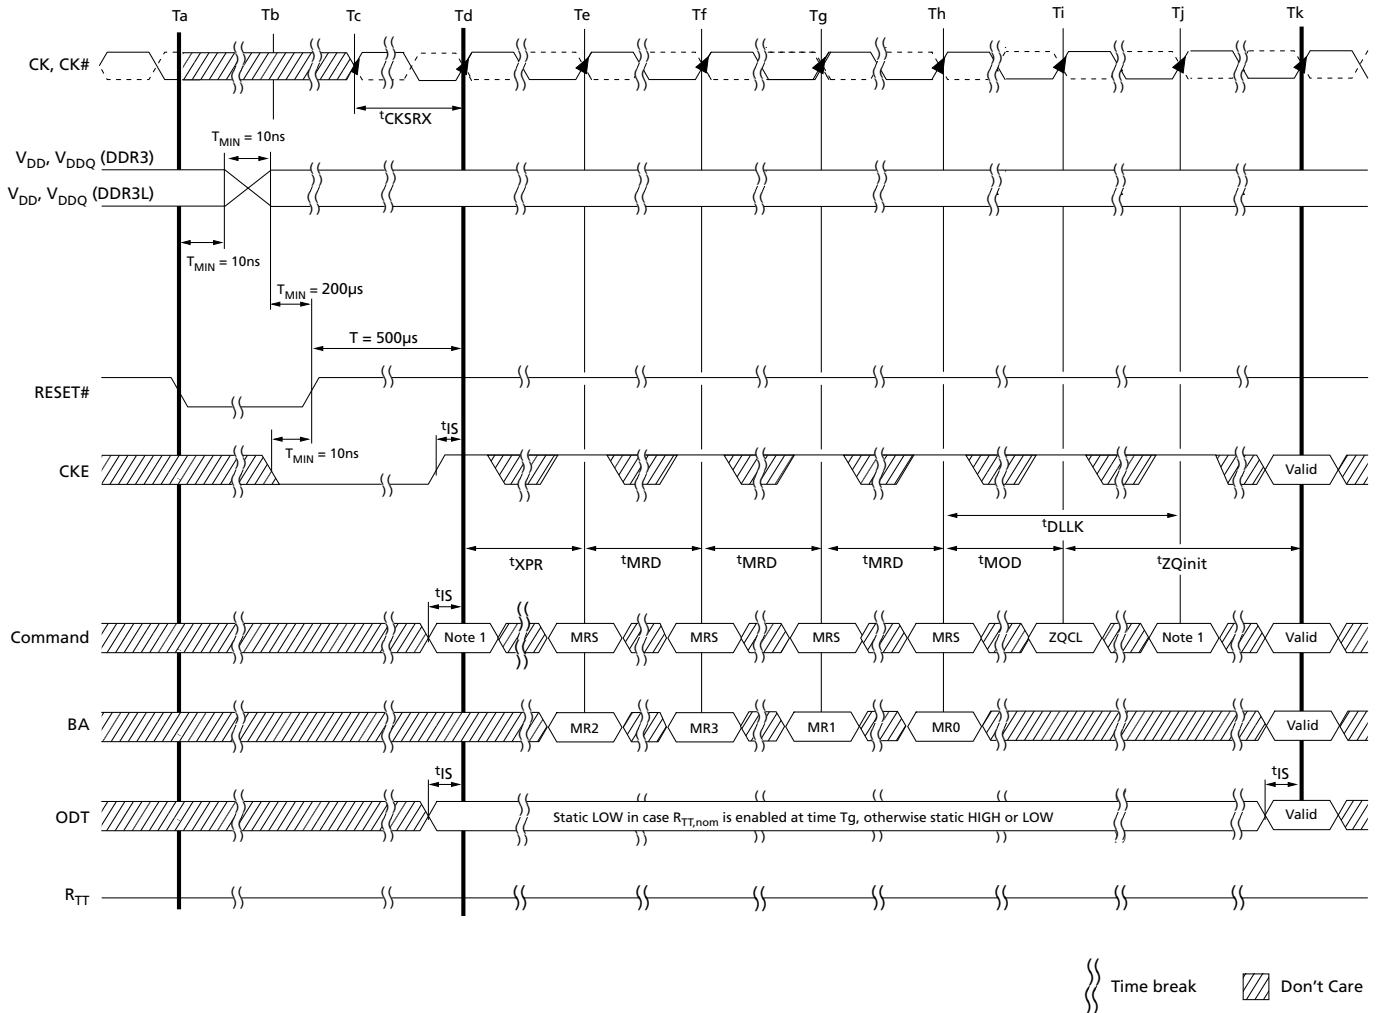 Ta Tb Tc Td Te Tf Tg Th Ti Tj Tk
CK, CK#
tCKSRX
TMIN = 10ns
VDD, VDDQ (DDR3)
VDD, VDDQ (DDR3L)
TMIN = 10ns
TMIN = 200µs
T = 500µs
RESET#
tIS
TMIN = 10ns
CKE Valid
tDLLK
tXPR tMRD tMRD tMRD tMOD tZQinit
tIS
Command Note 1 MRS MRS MRS MRS ZQCL Note 1 Valid
BA MR2 MR3 MR1 MR0 Valid
tIS tIS
ODT Static LOW in case RTT,nom is enabled at time Tg, otherwise static HIGH or LOW Valid
RTT
Time break Don't Care